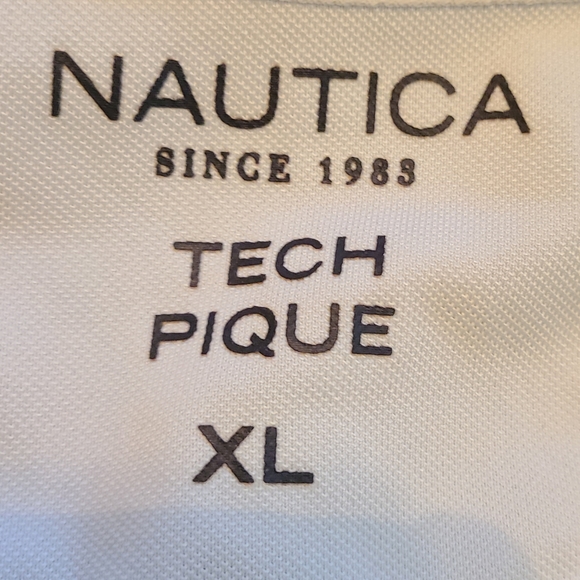 NAUTICA
SINCE 1983
TECH
PIQUE
XL